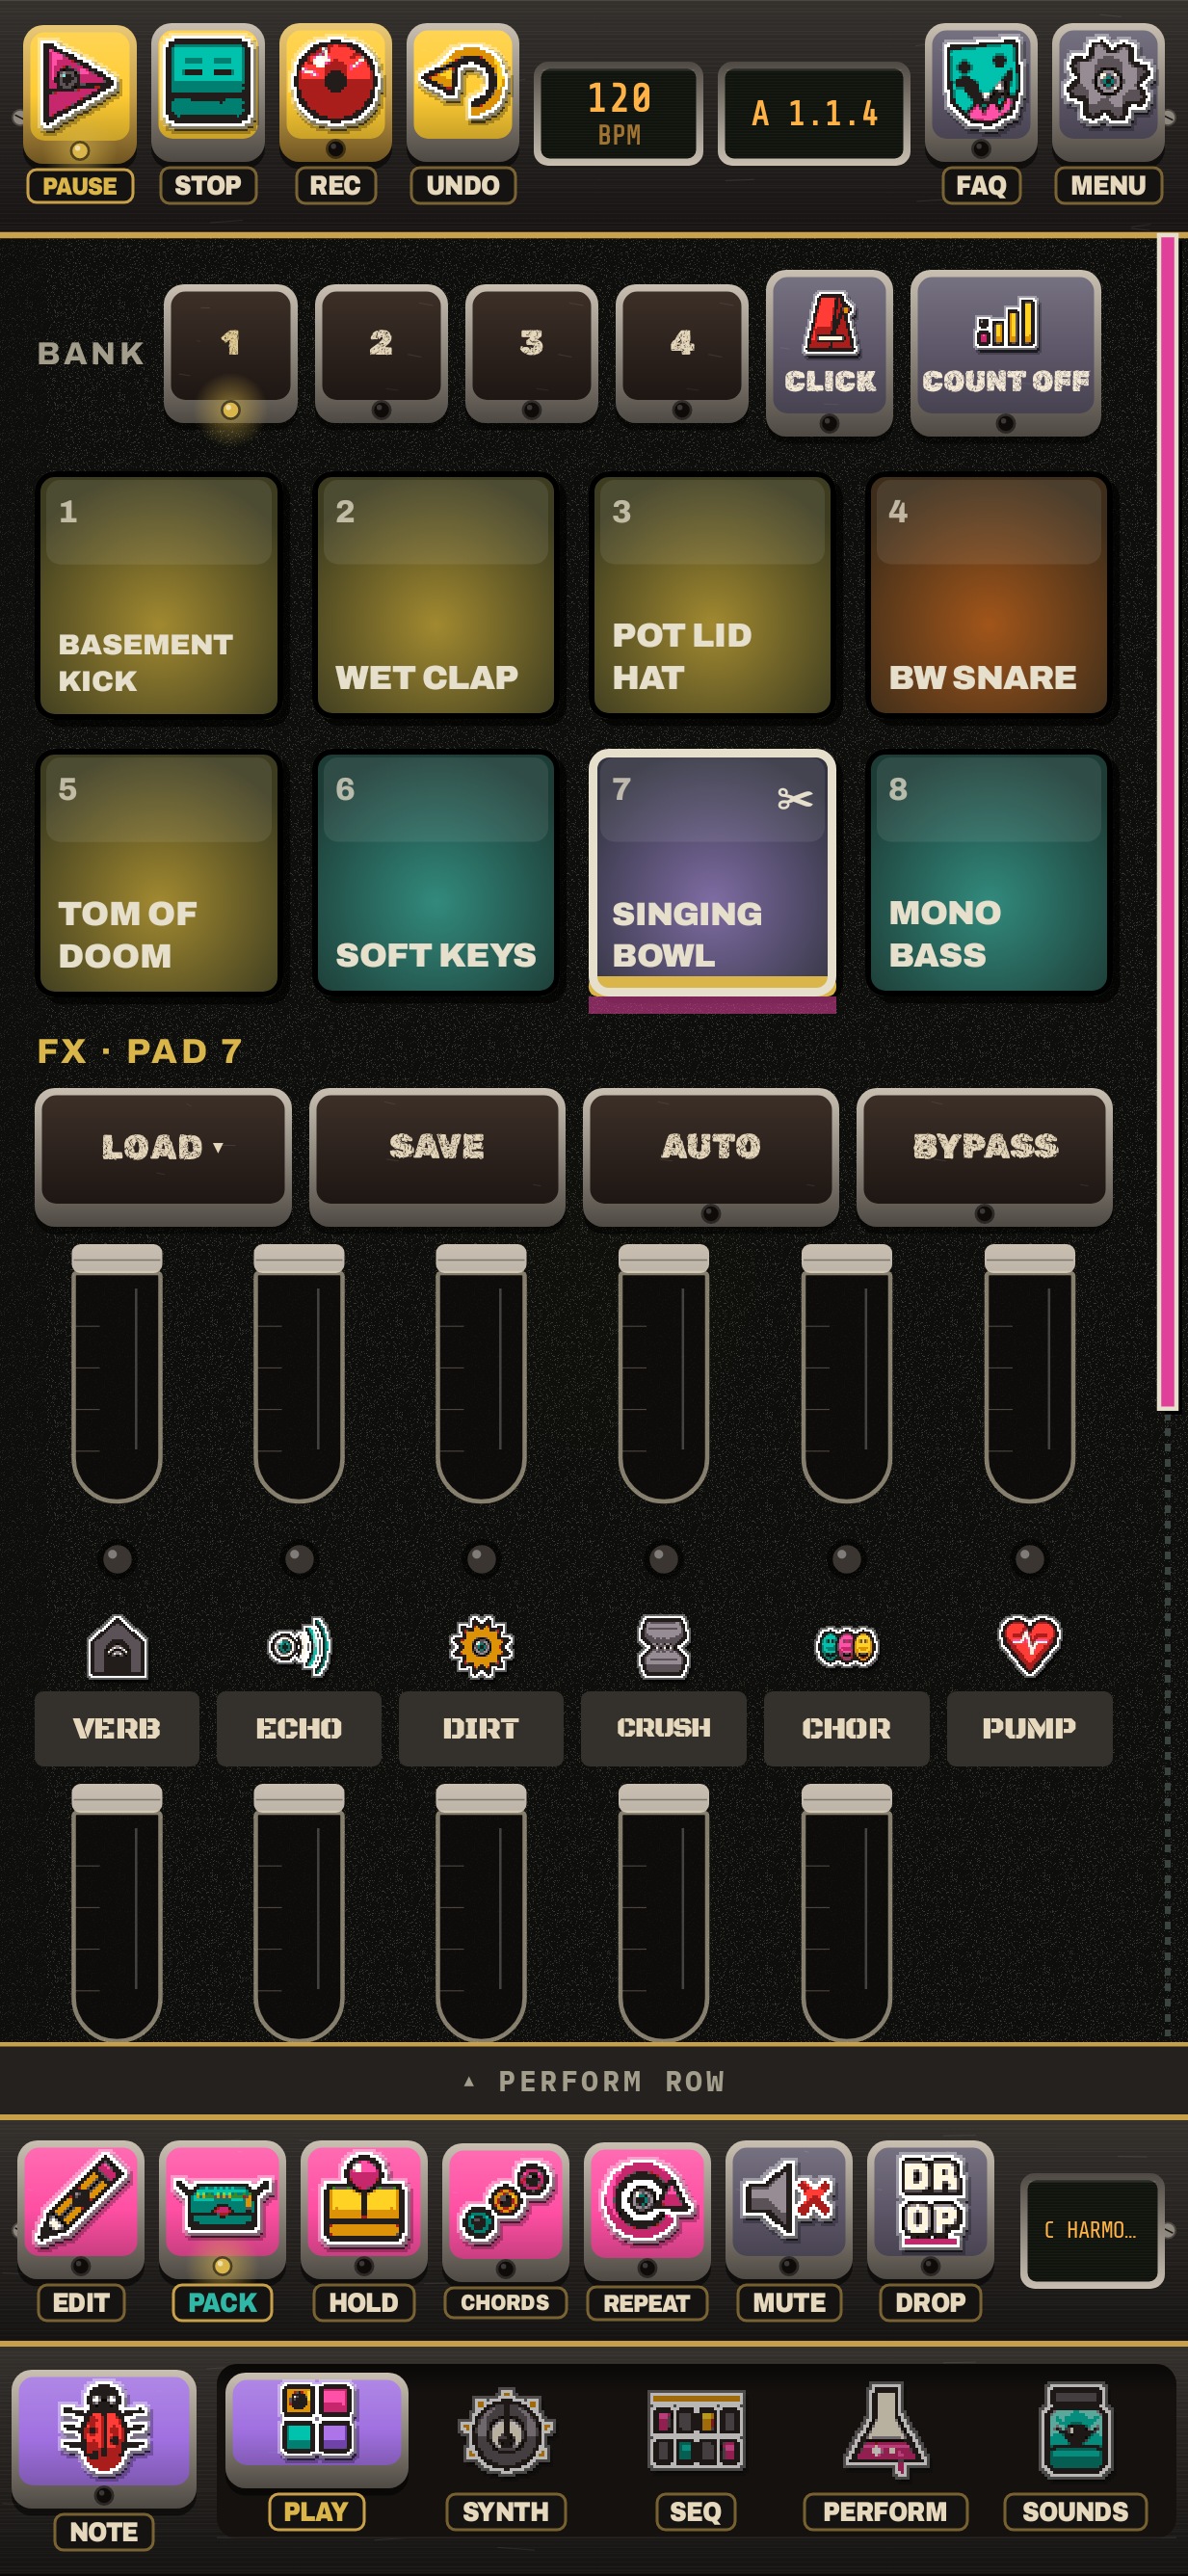 120
BPM
A 1.1.4
PAUSE
STOP
REC
UNDO
FAQ
MENU
BANK
1
2
3
4
CLICK
COUNT OFF
1
BASEMENT
KICK
2
WET CLAP
3
POT LID
HAT
4
BW SNARE
5
TOM OF
DOOM
6
SOFT KEYS
7
SINGING
BOWL
8
MONO
BASS
FX · PAD 7
LOAD ▾
SAVE
AUTO
BYPASS
VERB
ECHO
DIRT
CRUSH
CHOR
PUMP
▴ PERFORM ROW
DR
OP
C HARMO…
EDIT
PACK
HOLD
CHORDS
REPEAT
MUTE
DROP
NOTE
PLAY
SYNTH
SEQ
PERFORM
SOUNDS